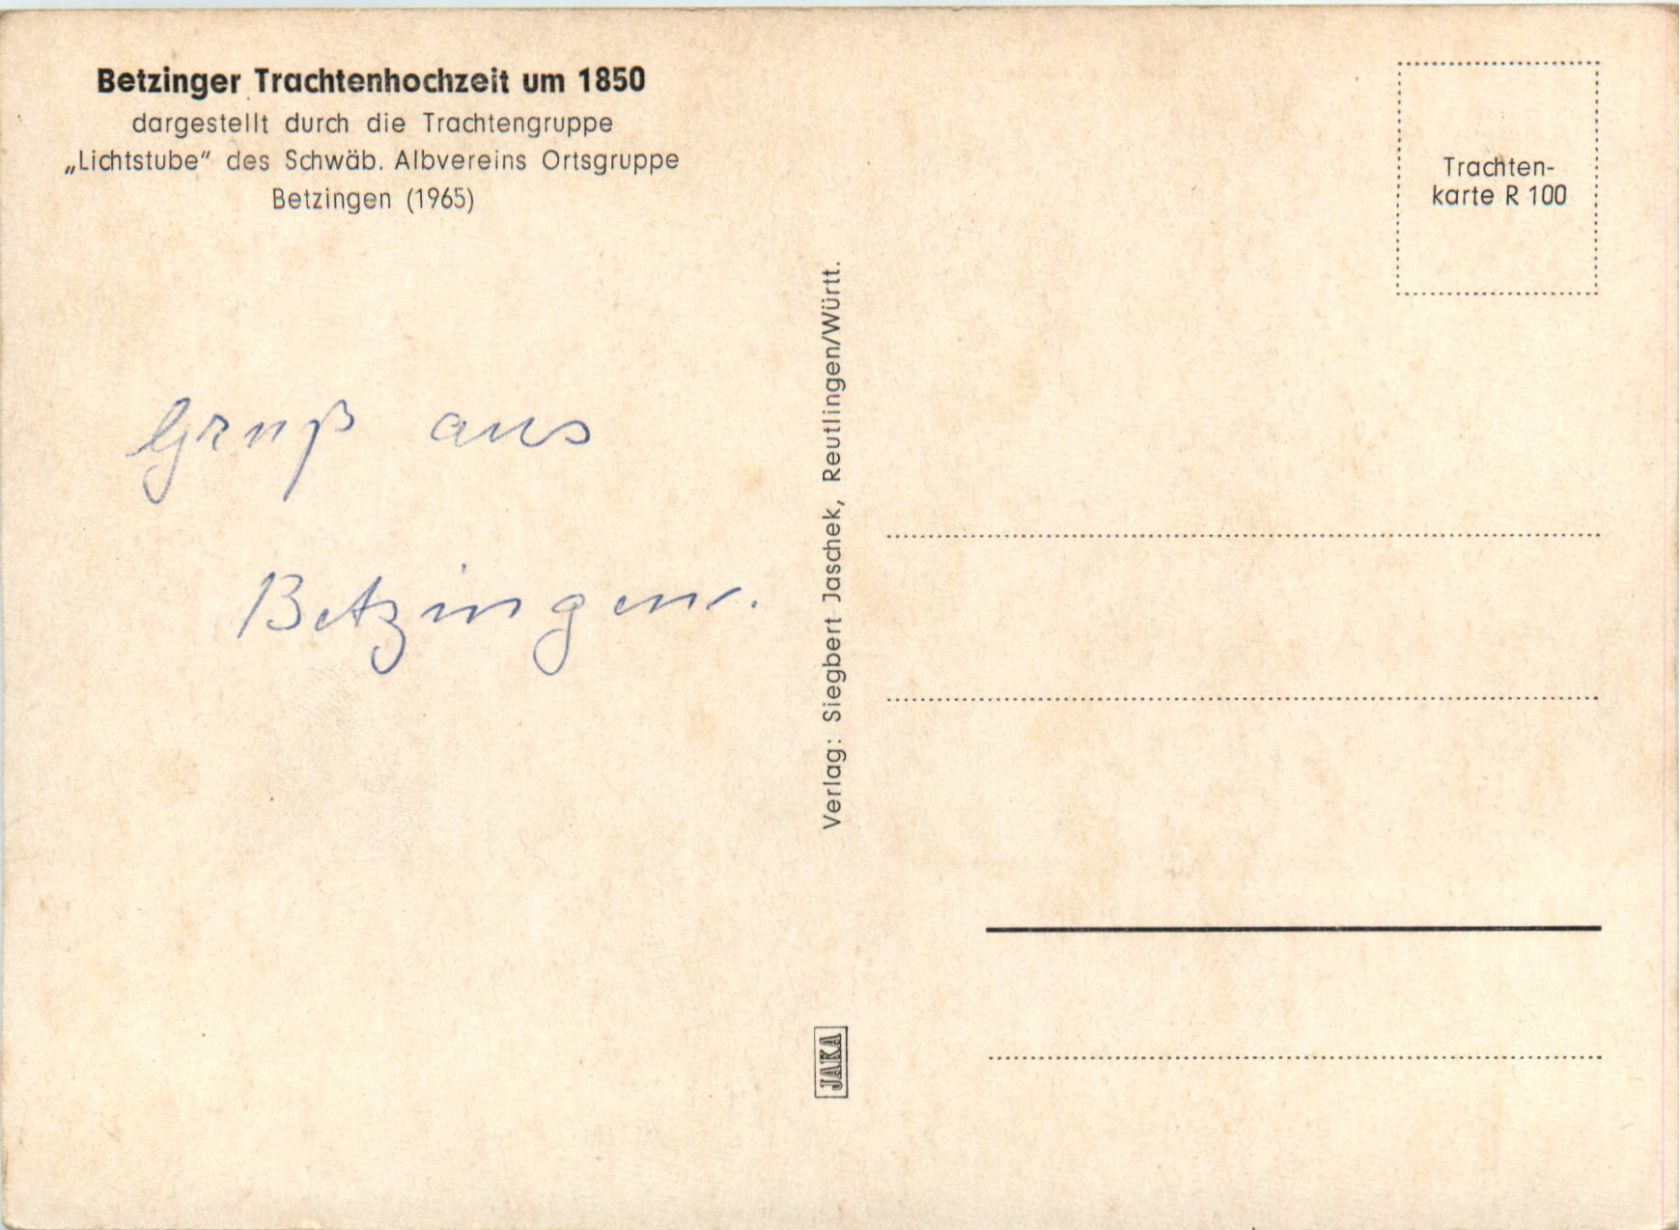 Betzinger Trachtenhochzeit um 1850
dargestellt durch die Trachtengruppe
„Lichtstube“ des Schwäb. Albvereins Ortsgruppe
Betzingen (1965)
Gruß aus
Betzingen.
Verlag: Siegbert Jaschek, Reutlingen/Württ.
JAKA
Trachten-
karte R 100